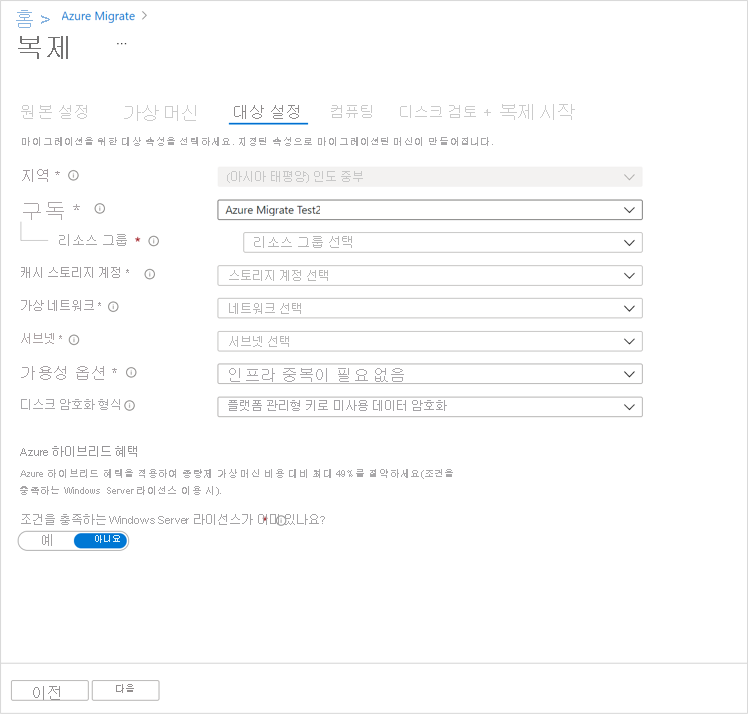 홈 > Azure Migrate >
복제 ...
원본 설정 가상 머신 대상 설정 컴퓨팅 디스크 검토 + 복제 시작
마이그레이션을 위한 대상 속성을 선택하세요. 지정된 속성으로 마이그레이션된 머신이 만들어집니다.
지역 * (아시아 태평양) 인도 중부
구독 * Azure Migrate Test2
리소스 그룹 * 리소스 그룹 선택
캐시 스토리지 계정 * 스토리지 계정 선택
가상 네트워크 * 네트워크 선택
서브넷 * 서브넷 선택
가용성 옵션 * 인프라 중복이 필요 없음
디스크 암호화 형식 플랫폼 관리형 키로 미사용 데이터 암호화
Azure 하이브리드 혜택
Azure 하이브리드 혜택을 적용하여 종량제 가상 머신 비용 대비 최대 49%를 절약하세요(조건을
충족하는 Windows Server 라이선스 이용 시).
조건을 충족하는 Windows Server 라이선스가 이미 있나요? *
예 아니요
이전 다음